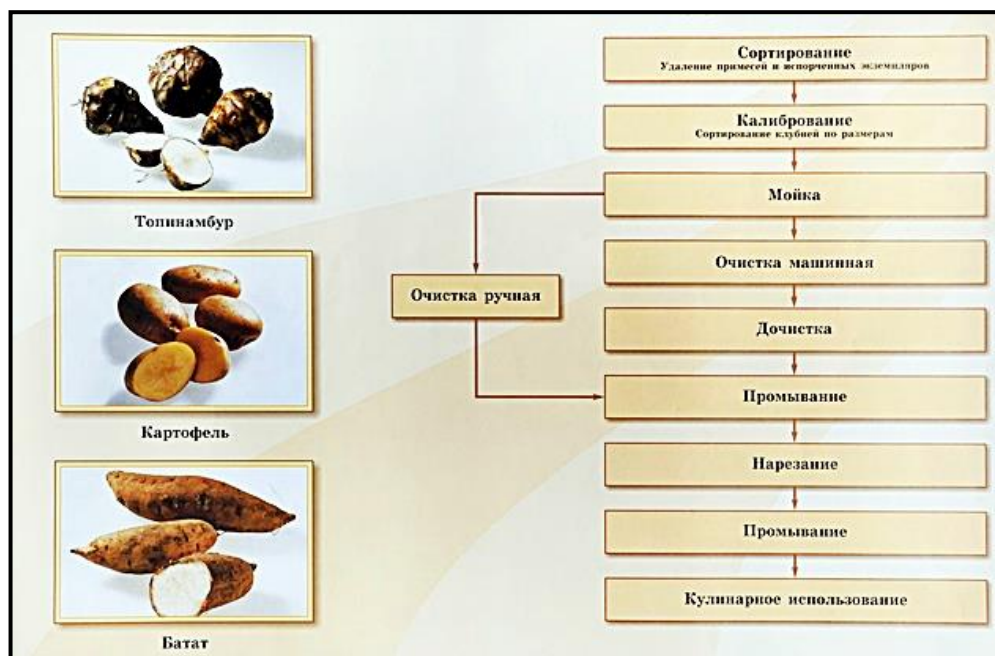 Топинамбур
Картофель
Батат
Сортирование
Удаление примесей и испорченных экземпляров
Калибрование
Сортирование клубней по размерам
Мойка
Очистка машинная
Очистка ручная
Дочистка
Промывание
Нарезание
Промывание
Кулинарное использование